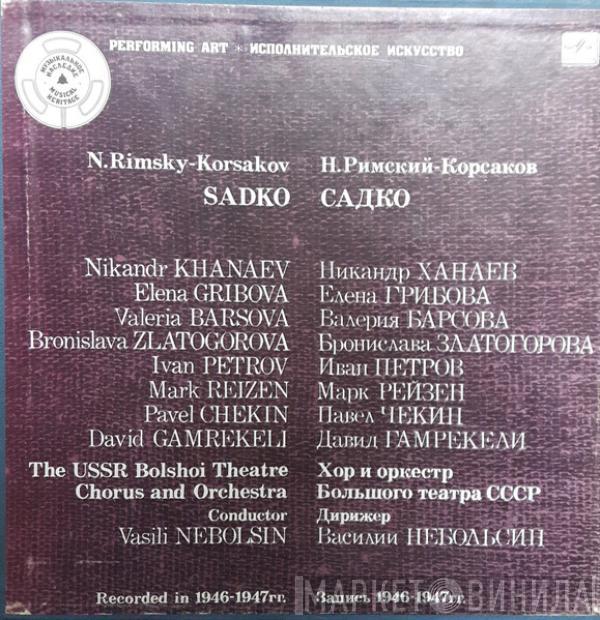 PERFORMING ART * ИСПОЛНИТЕЛЬСКОЕ ИСКУССТВО
МУЗЫКАЛЬНОЕ НАСЛЕДИЕ
MUSICAL HERITAGE
N.Rimsky-Korsakov Н.Римский-Корсаков
SADKO САДКО
Nikandr KHANAEV Никандр ХАНАЕВ
Elena GRIBOVA Елена ГРИБОВА
Valeria BARSOVA Валерия БАРСОВА
Bronislava ZLATOGOROVA Бронислава ЗЛАТОГОРОВА
Ivan PETROV Иван ПЕТРОВ
Mark REIZEN Марк РЕЙЗЕН
Pavel CHEKIN Павел ЧЕКИН
David GAMREKELI Давид ГАМРЕКЕЛИ
The USSR Bolshoi Theatre Хор и оркестр
Chorus and Orchestra Большого театра СССР
Conductor Дирижер
Vasili NEBOLSIN Василий НЕБОЛЬСИН
МАРКЕТ ВИНИЛА
Recorded in 1946-1947гг. Запись 1946-1947гг.